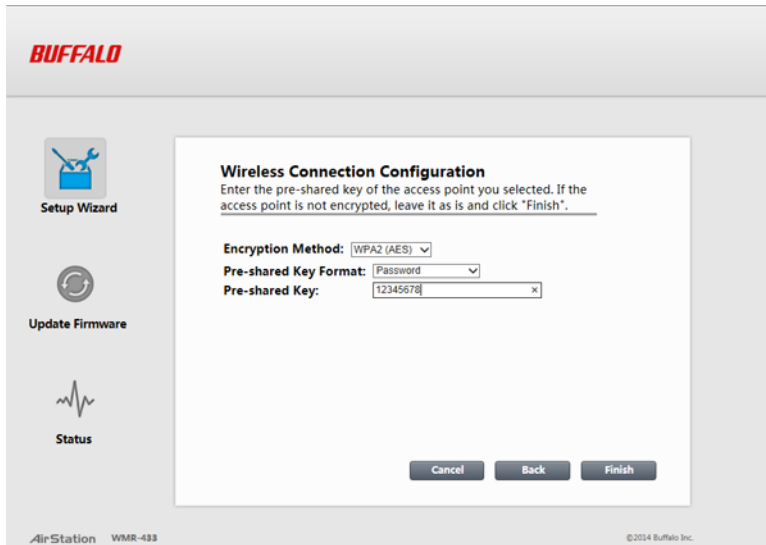 BUFFALO
Setup Wizard
Update Firmware
Status
Wireless Connection Configuration
Enter the pre-shared key of the access point you selected. If the
access point is not encrypted, leave it as is and click "Finish".
Encryption Method: WPA2 (AES)
Pre-shared Key Format: Password
Pre-shared Key: 12345678 ×
Cancel Back Finish
AirStation WMR-433 ©2014 Buffalo Inc.